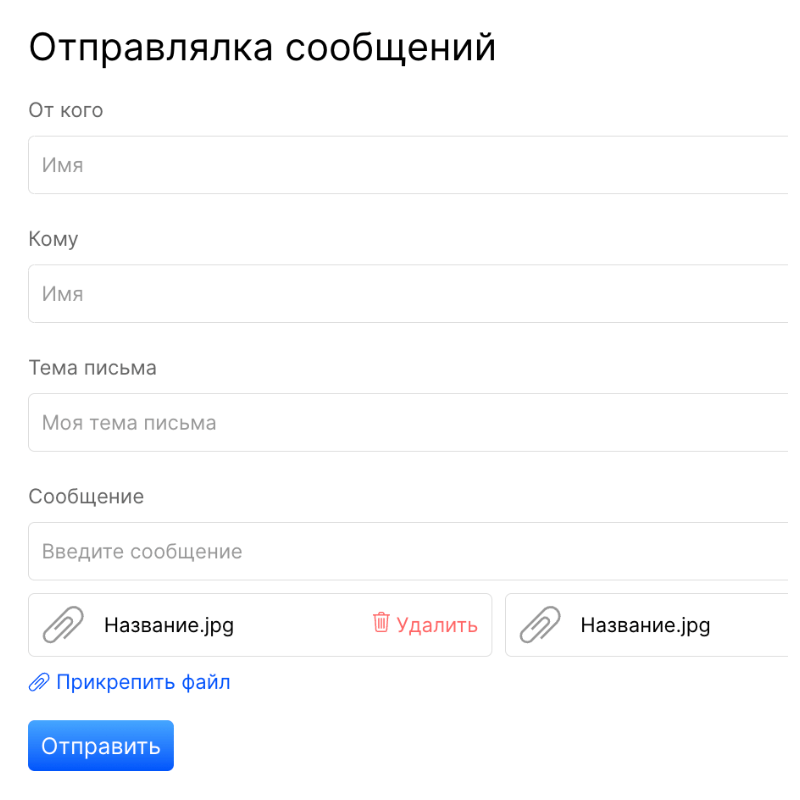 Отправлялка сообщений
От кого
Имя
Кому
Имя
Тема письма
Моя тема письма
Сообщение
Введите сообщение
Название.jpg Удалить Название.jpg
Прикрепить файл
Отправить